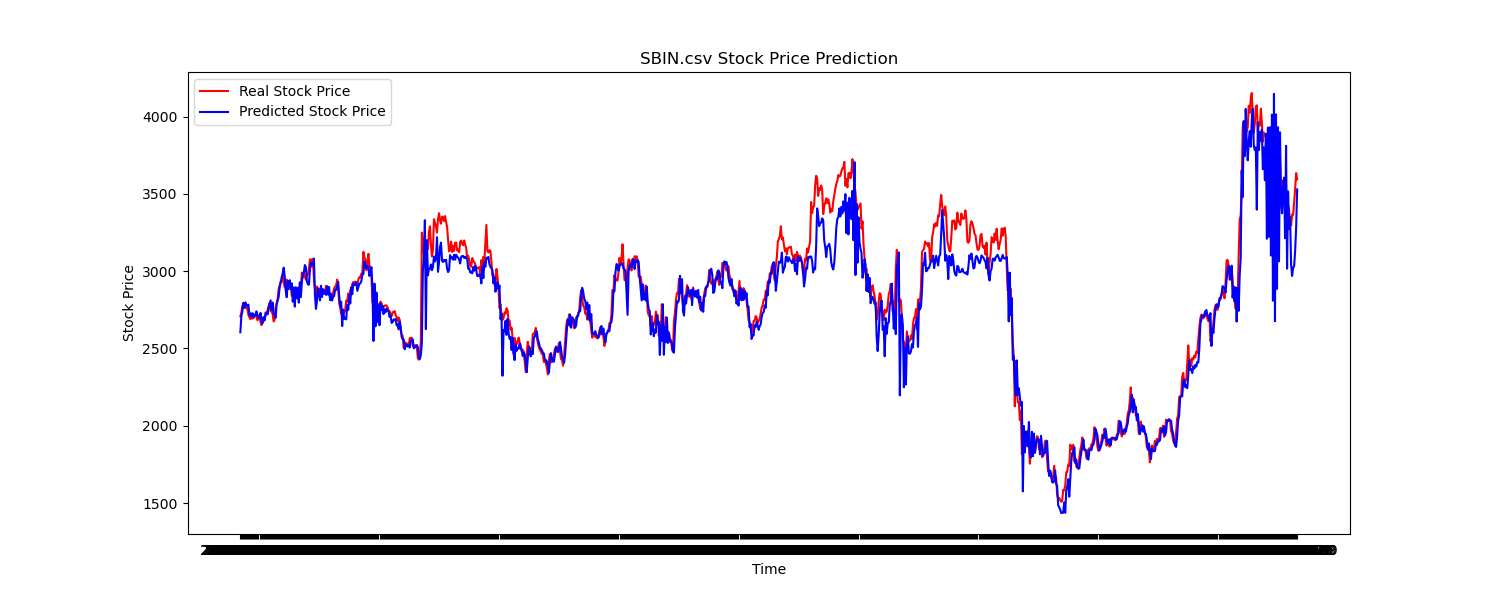 SBIN.csv Stock Price Prediction
Real Stock Price
Predicted Stock Price
4000
3500
3000
2500
2000
1500
Stock Price
Time